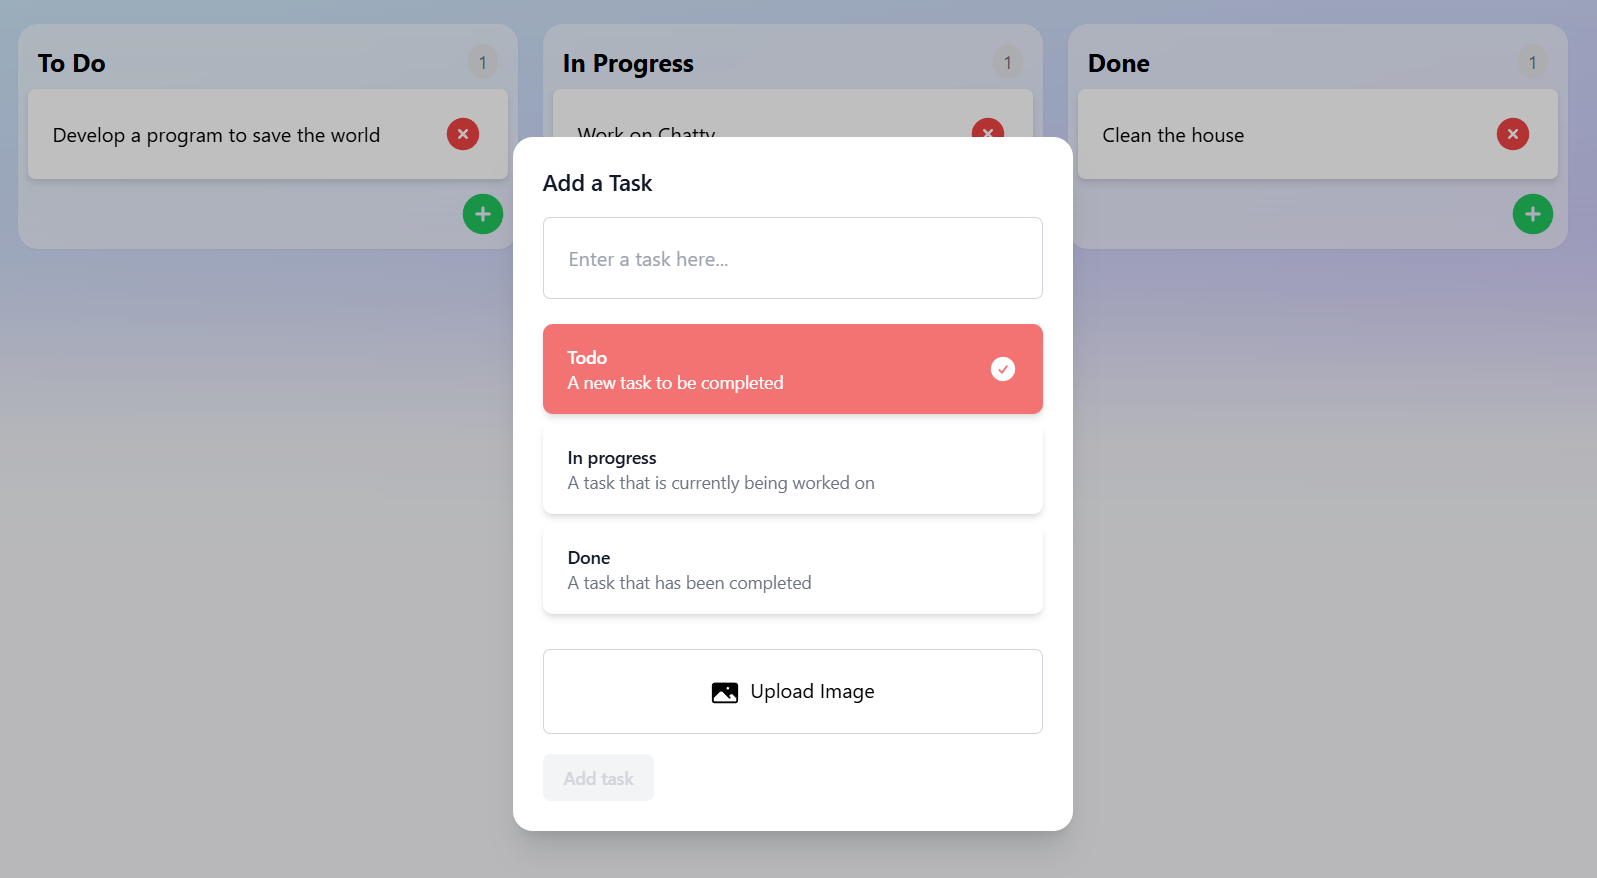 To Do
1
Develop a program to save the world
In Progress
1
Work on Chatty
Done
1
Clean the house
Add a Task
Enter a task here...
Todo
A new task to be completed
In progress
A task that is currently being worked on
Done
A task that has been completed
Upload Image
Add task